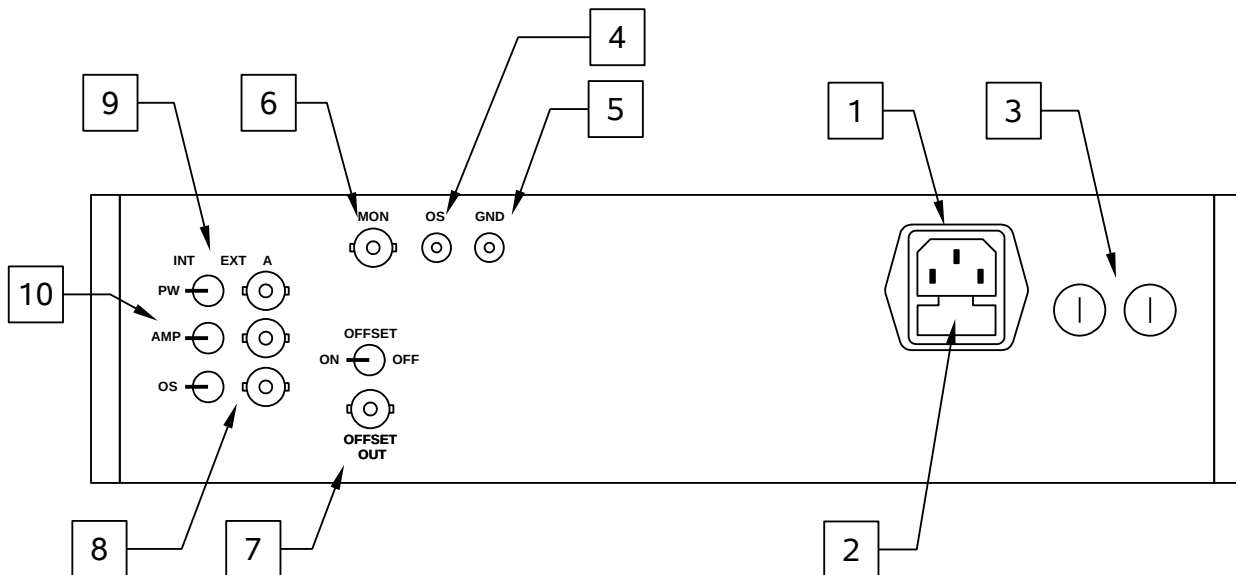 4
9
6
5
1
3
MON OS GND
INT EXT A
PW
10
AMP
OFFSET
ON OFF
OS
OFFSET
OUT
8
7
2